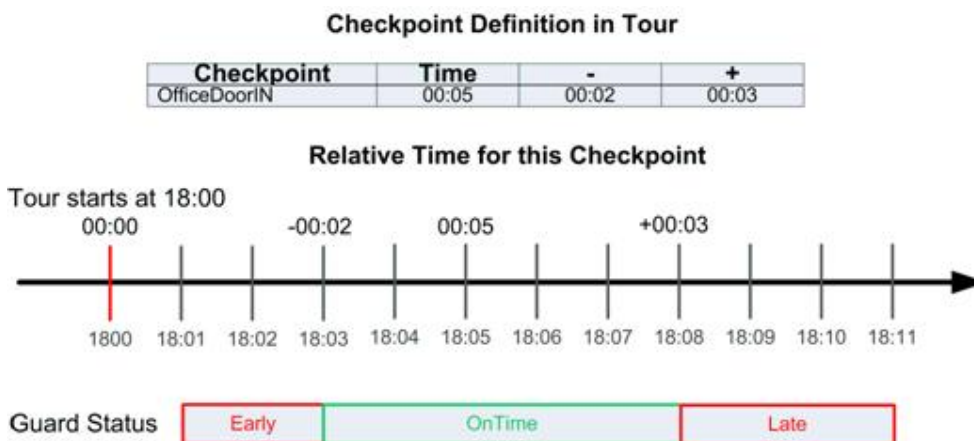 Checkpoint Definition in Tour
Checkpoint Time - +
OfficeDoorIN 00:05 00:02 00:03
Relative Time for this Checkpoint
Tour starts at 18:00
00:00 -00:02 00:05 +00:03
1800 18:01 18:02 18:03 18:04 18:05 18:06 18:07 18:08 18:09 18:10 18:11
Guard Status Early OnTime Late